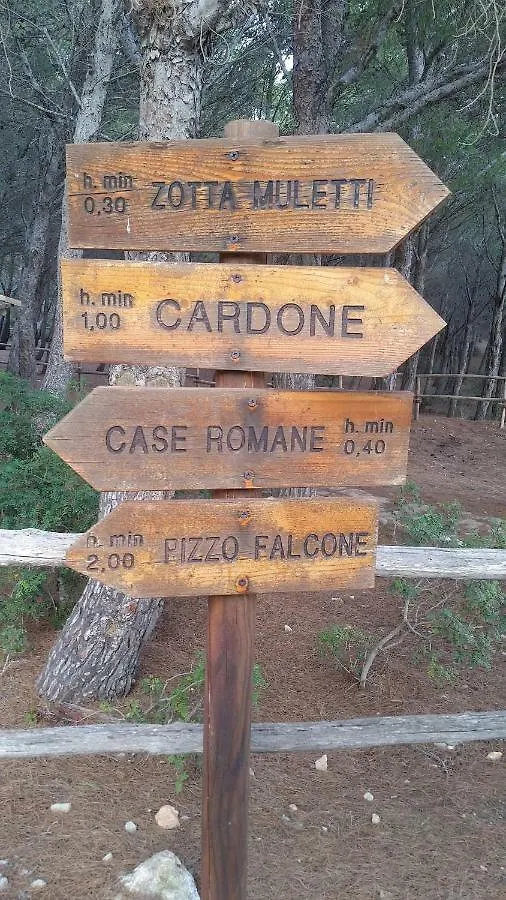 h. min
0,30 ZOTTA MULETTI
h. min
1,00 CARDONE
CASE ROMANE h. min
0,40
h. min
2,00 PIZZO FALCONE